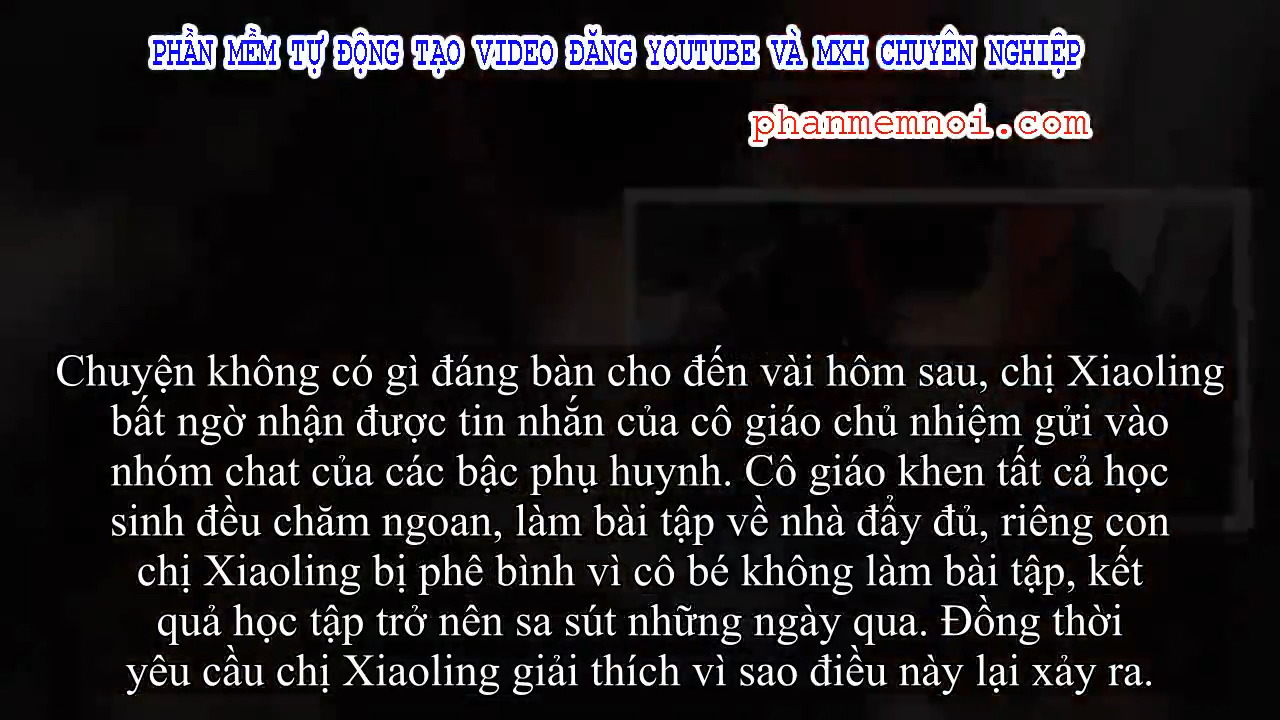 PHẦN MỀM TỰ ĐỘNG TẠO VIDEO ĐĂNG YOUTUBE VÀ MXH CHUYÊN NGHIỆP
phanmemnoi.com
Chuyện không có gì đáng bàn cho đến vài hôm sau, chị Xiaoling
bất ngờ nhận được tin nhắn của cô giáo chủ nhiệm gửi vào
nhóm chat của các bậc phụ huynh. Cô giáo khen tất cả học
sinh đều chăm ngoan, làm bài tập về nhà đầy đủ, riêng con
chị Xiaoling bị phê bình vì cô bé không làm bài tập, kết
quả học tập trở nên sa sút những ngày qua. Đồng thời
yêu cầu chị Xiaoling giải thích vì sao điều này lại xảy ra.